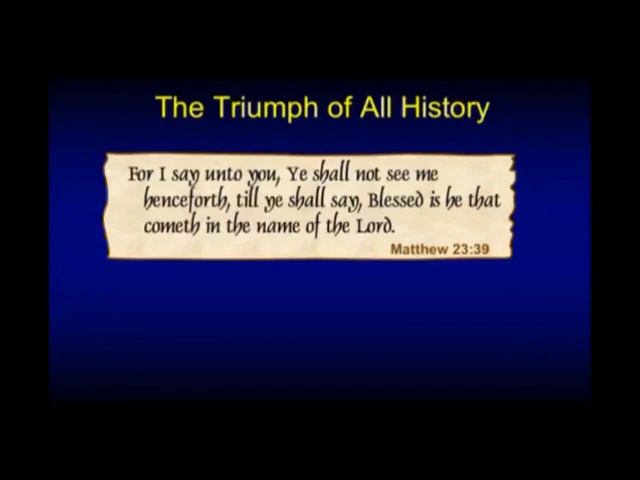 The Triumph of All History
For I say unto you, Ye shall not see me
henceforth, till ye shall say, Blessed is he that
cometh in the name of the Lord.
Matthew 23:39